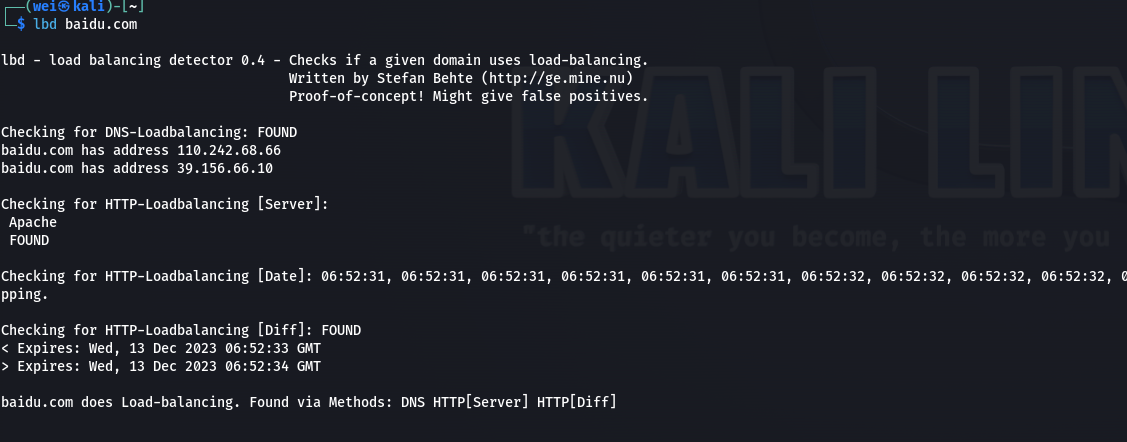 (wei㉿kali)-[~]
$ lbd baidu.com
lbd - load balancing detector 0.4 - Checks if a given domain uses load-balancing.
Written by Stefan Behte (http://ge.mine.nu)
Proof-of-concept! Might give false positives.
Checking for DNS-Loadbalancing: FOUND
baidu.com has address 110.242.68.66
baidu.com has address 39.156.66.10
Checking for HTTP-Loadbalancing [Server]:
Apache
FOUND
Checking for HTTP-Loadbalancing [Date]: 06:52:31, 06:52:31, 06:52:31, 06:52:31, 06:52:31, 06:52:31, 06:52:32, 06:52:32, 06:52:32, 06:52:32,
pping.
Checking for HTTP-Loadbalancing [Diff]: FOUND
< Expires: Wed, 13 Dec 2023 06:52:33 GMT
> Expires: Wed, 13 Dec 2023 06:52:34 GMT
baidu.com does Load-balancing. Found via Methods: DNS HTTP[Server] HTTP[Diff]
KALI LIN
"the quieter you become, the more you